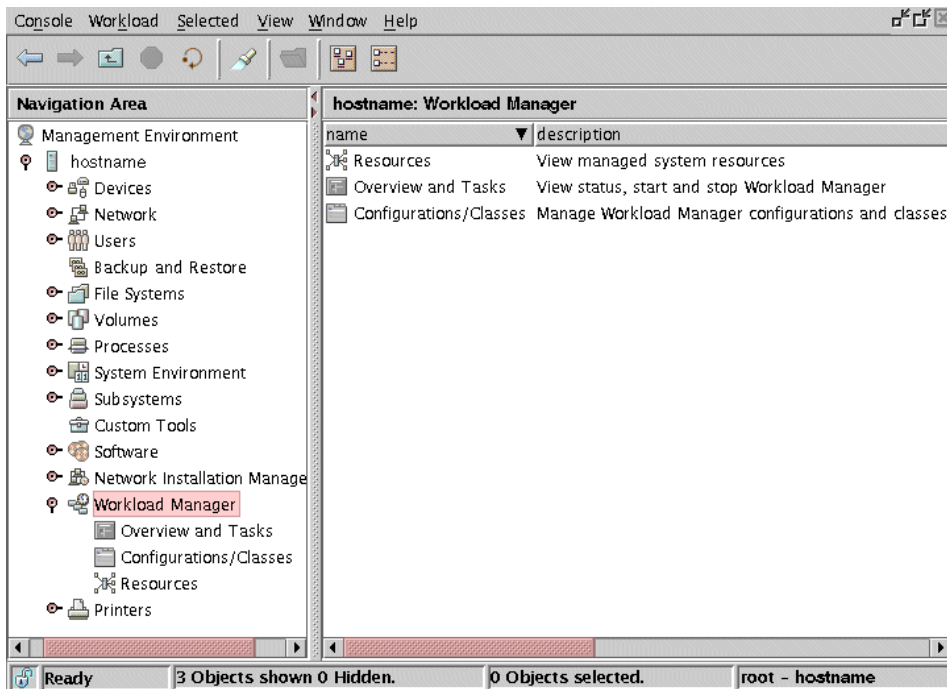 Console Workload Selected View Window Help
Navigation Area
Management Environment
hostname
Devices
Network
Users
Backup and Restore
File Systems
Volumes
Processes
System Environment
Subsystems
Custom Tools
Software
Network Installation Manage
Workload Manager
Overview and Tasks
Configurations/Classes
Resources
Printers
hostname: Workload Manager
name description
Resources View managed system resources
Overview and Tasks View status, start and stop Workload Manager
Configurations/Classes Manage Workload Manager configurations and classes
Ready 3 Objects shown 0 Hidden. 0 Objects selected. root - hostname